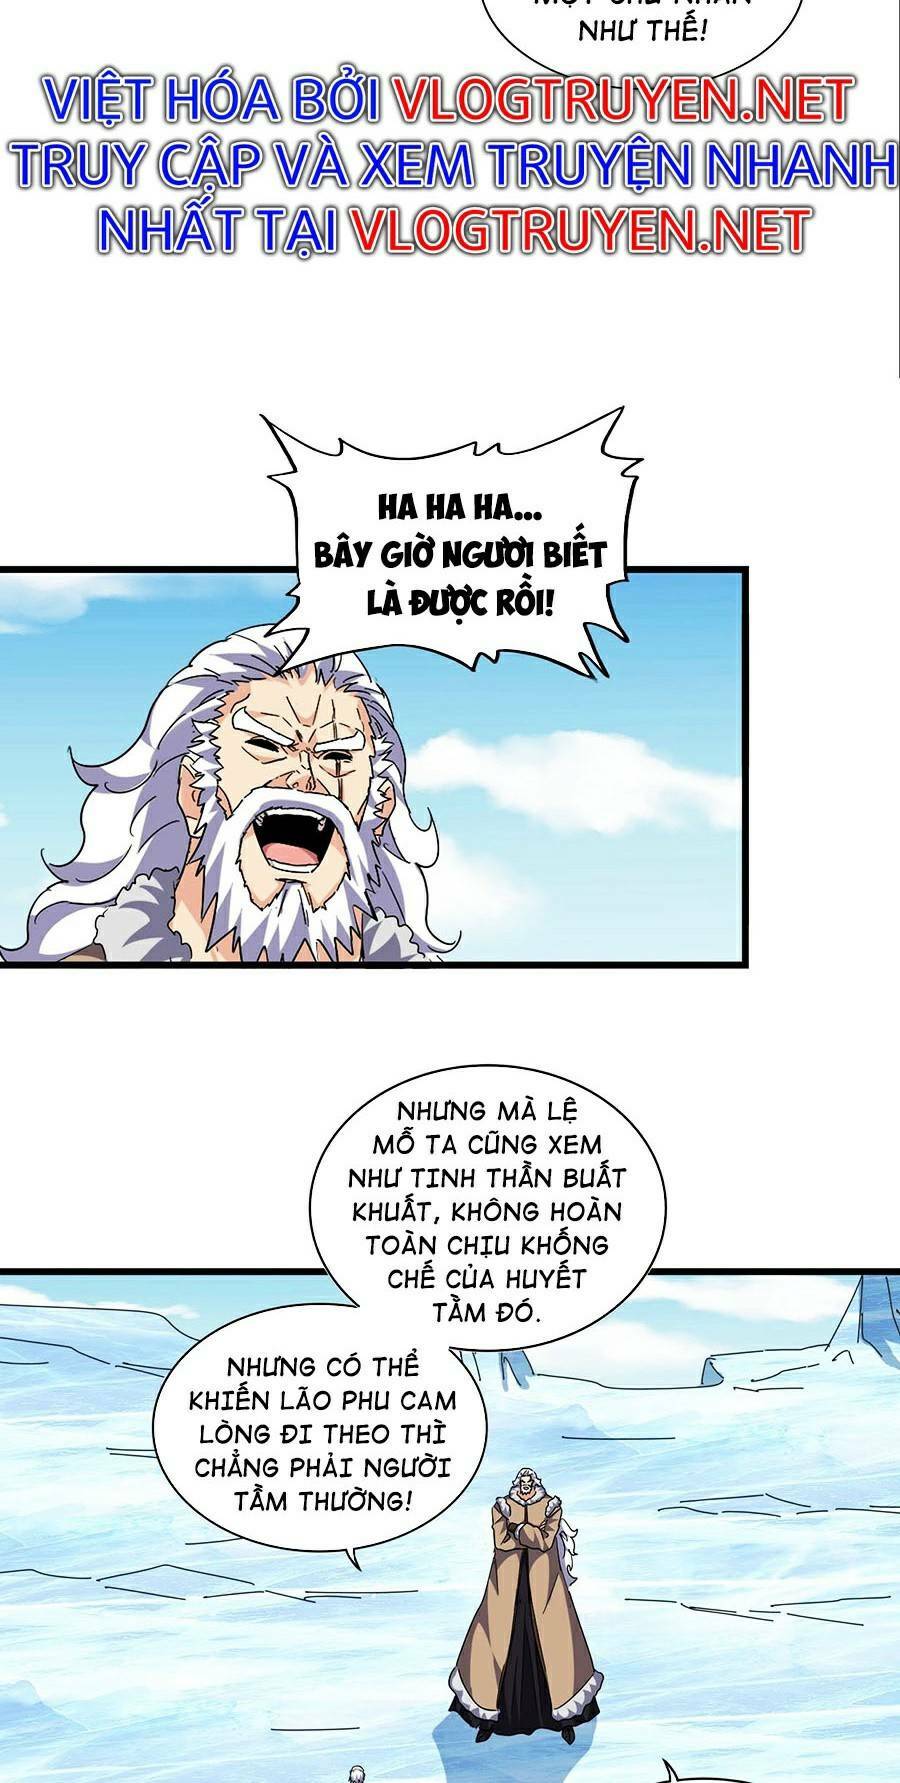 NHƯ THẾ!
VIỆT HÓA BỞI VLOGTRUYEN.NET
TRUY CẬP VÀ XEM TRUYỆN NHANH
NHẤT TẠI VLOGTRUYEN.NET
HA HA HA...
BÂY GIỜ NGƯƠI BIẾT
LÀ ĐƯỢC RỒI!
NHƯNG MÀ LỆ
MỖ TA CŨNG XEM
NHƯ TINH THẦN BUẤT
KHUẤT, KHÔNG HOÀN
TOÀN CHỊU KHỐNG
CHẾ CỦA HUYẾT
TẰM ĐÓ.
NHƯNG CÓ THỂ
KHIẾN LÃO PHU CAM
LÒNG ĐI THEO THÌ
CHẲNG PHẢI NGƯỜI
TẦM THƯỜNG!